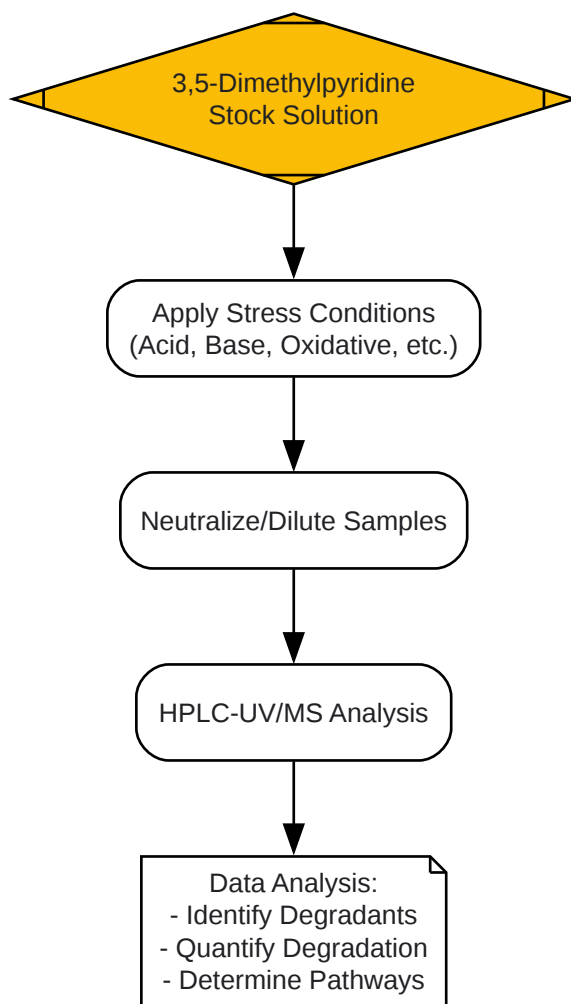 3,5-Dimethylpyridine
Stock Solution
Apply Stress Conditions
(Acid, Base, Oxidative, etc.)
Neutralize/Dilute Samples
HPLC-UV/MS Analysis
Data Analysis:
- Identify Degradants
- Quantify Degradation
- Determine Pathways